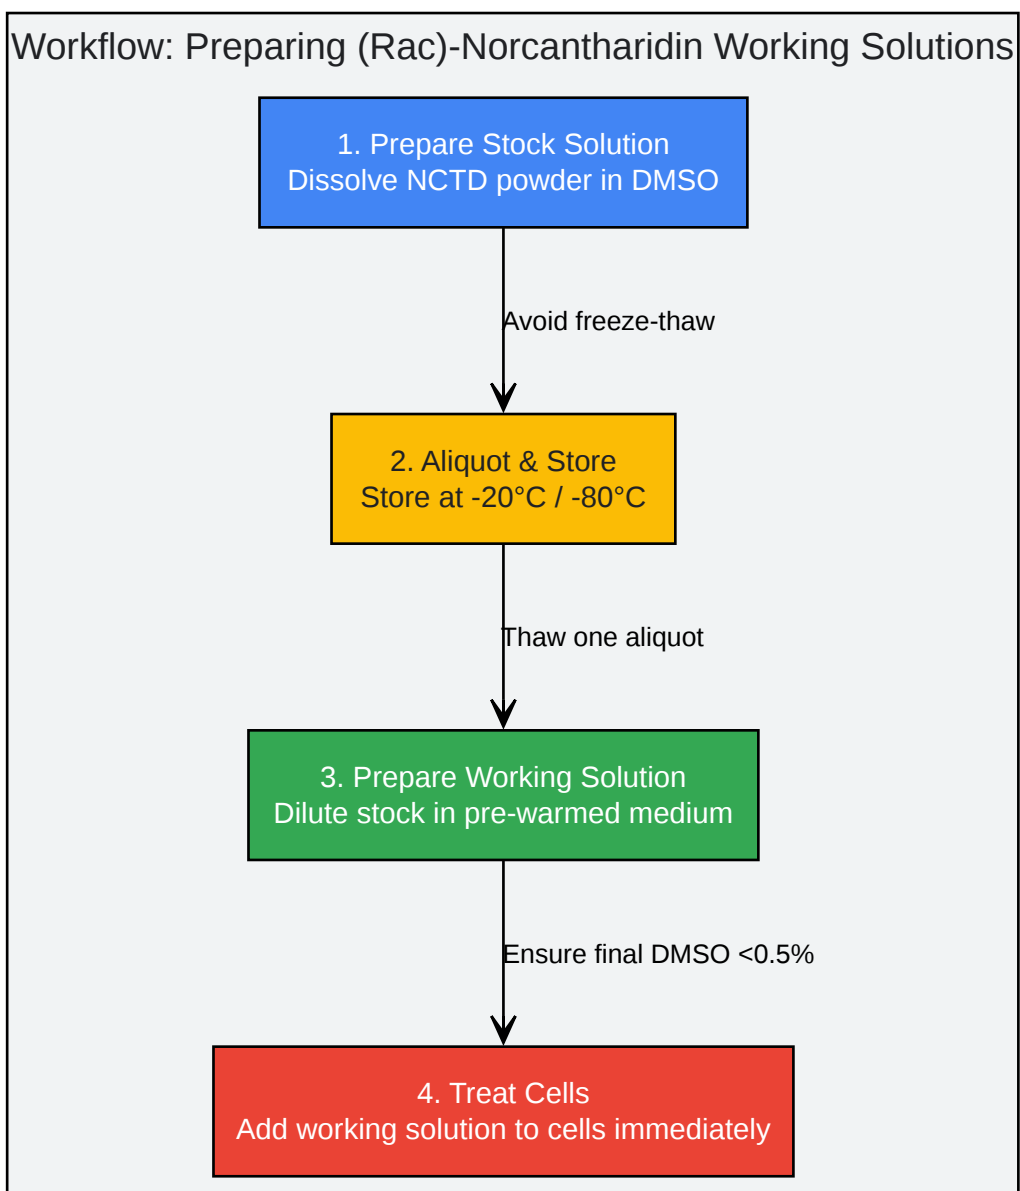 Workflow: Preparing (Rac)-Norcantharidin Working Solutions
1. Prepare Stock Solution
Dissolve NCTD powder in DMSO
Avoid freeze-thaw
2. Aliquot & Store
Store at -20°C / -80°C
Thaw one aliquot
3. Prepare Working Solution
Dilute stock in pre-warmed medium
Ensure final DMSO <0.5%
4. Treat Cells
Add working solution to cells immediately